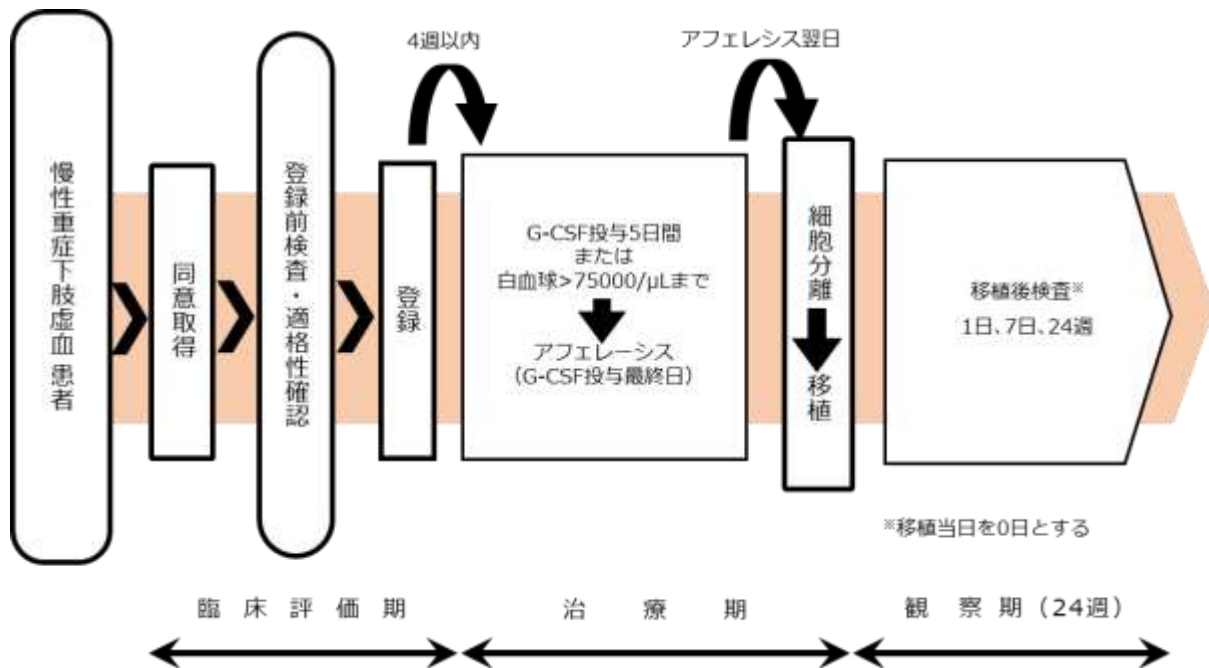 慢性重症下肢虚血患者
同意取得
登録前検査・適格性確認
登録
4週以内
G-CSF投与5日間
または
白血球>75000/μLまで
アフェレーシス
(G-CSF投与最終日)
アフェレシス翌日
細胞分離
移植
移植後検査※
1日、7日、24週
※移植当日を0日とする
臨床評価期
治療期
観察期(24週)